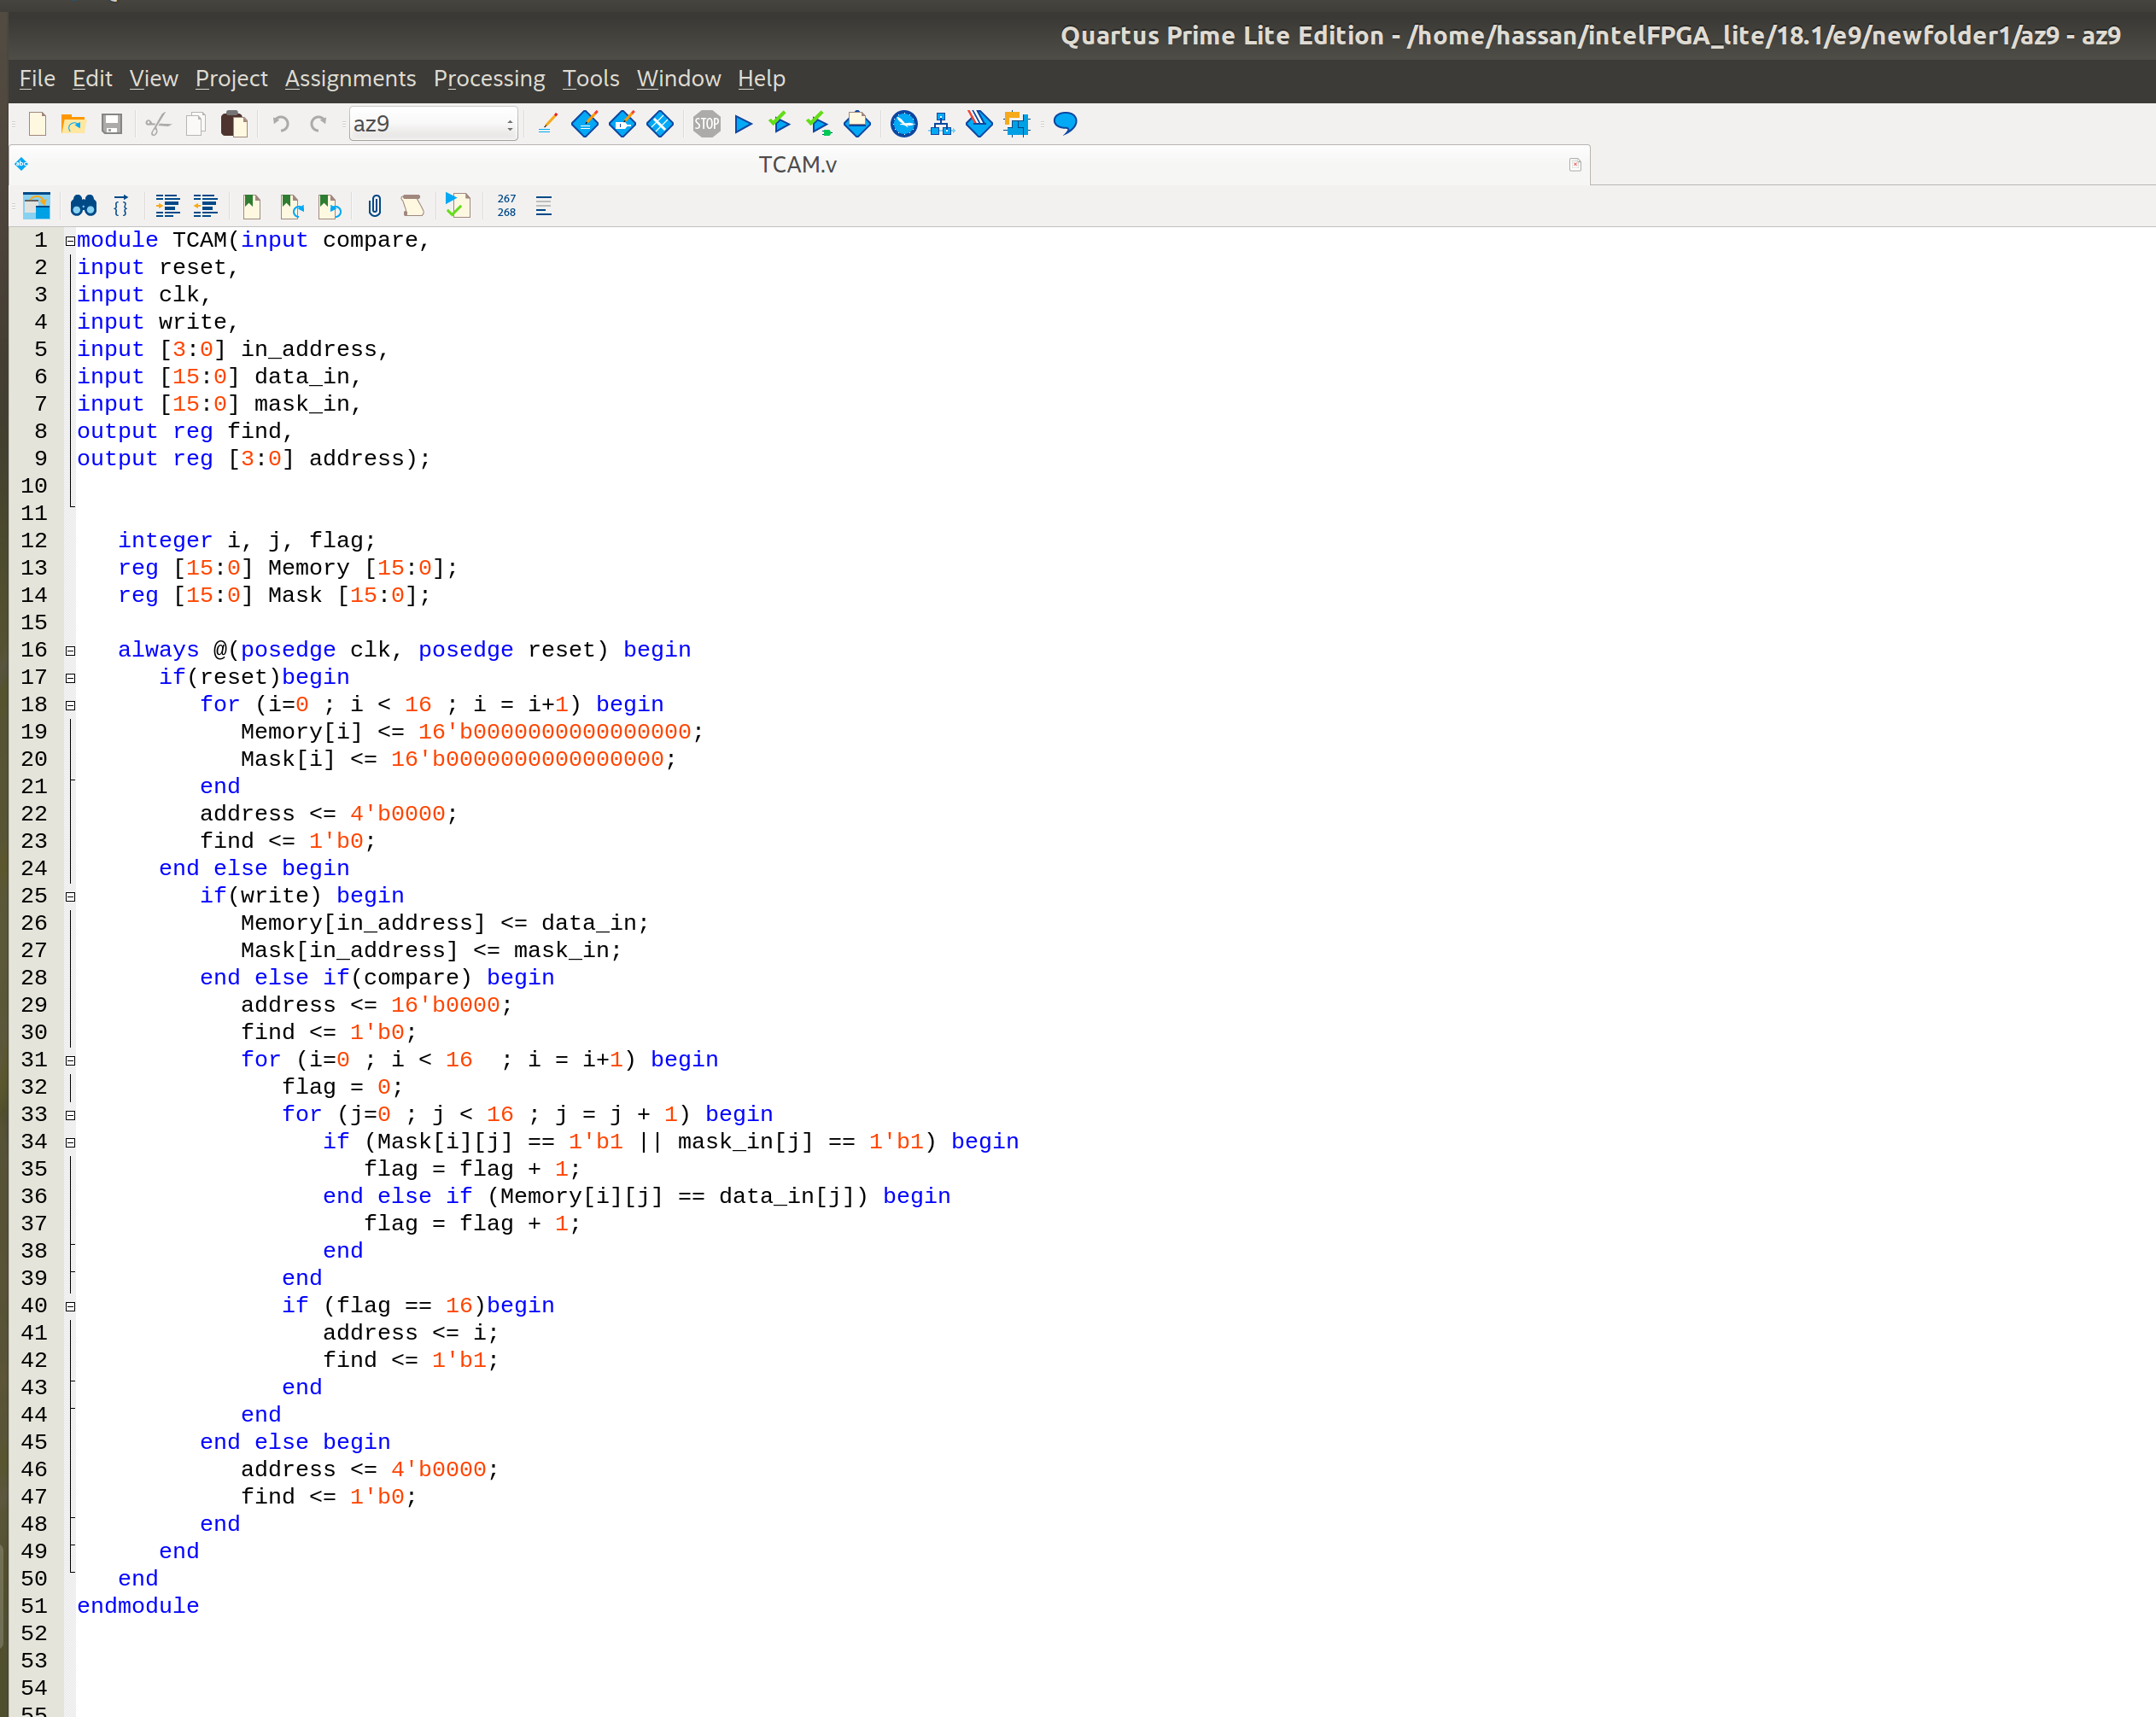 Quartus Prime Lite Edition - /home/hassan/intelFPGA_lite/18.1/e9/newfolder1/az9 - az9
File Edit View Project Assignments Processing Tools Window Help
az9
STOP
abc
TCAM.v
267
268
1 module TCAM(input compare,
2 input reset,
3 input clk,
4 input write,
5 input [3:0] in_address,
6 input [15:0] data_in,
7 input [15:0] mask_in,
8 output reg find,
9 output reg [3:0] address);
10
11
12 integer i, j, flag;
13 reg [15:0] Memory [15:0];
14 reg [15:0] Mask [15:0];
15
16 always @(posedge clk, posedge reset) begin
17 if(reset)begin
18 for (i=0 ; i < 16 ; i = i+1) begin
19 Memory[i] <= 16'b0000000000000000;
20 Mask[i] <= 16'b0000000000000000;
21 end
22 address <= 4'b0000;
23 find <= 1'b0;
24 end else begin
25 if(write) begin
26 Memory[in_address] <= data_in;
27 Mask[in_address] <= mask_in;
28 end else if(compare) begin
29 address <= 16'b0000;
30 find <= 1'b0;
31 for (i=0 ; i < 16  ; i = i+1) begin
32 flag = 0;
33 for (j=0 ; j < 16 ; j = j + 1) begin
34 if (Mask[i][j] == 1'b1 || mask_in[j] == 1'b1) begin
35 flag = flag + 1;
36 end else if (Memory[i][j] == data_in[j]) begin
37 flag = flag + 1;
38 end
39 end
40 if (flag == 16)begin
41 address <= i;
42 find <= 1'b1;
43 end
44 end
45 end else begin
46 address <= 4'b0000;
47 find <= 1'b0;
48 end
49 end
50 end
51 endmodule
52
53
54
55